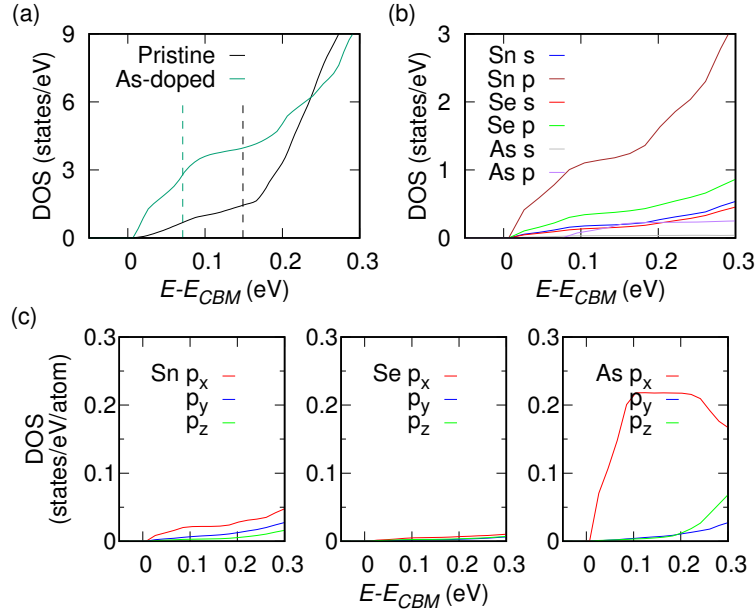 (a)
9
6
3
0
DOS (states/eV)
Pristine
As-doped
0
0.1
0.2
0.3
E-E_CBM (eV)
(b)
3
2
1
0
DOS (states/eV)
Sn s
Sn p
Se s
Se p
As s
As p
0
0.1
0.2
0.3
E-E_CBM (eV)
(c)
DOS
(states/eV/atom)
0.3
0.2
0.1
0
Sn p_x
p_y
p_z
0
0.1
0.2
0.3
0.3
0.2
0.1
0
Se p_x
p_y
p_z
0
0.1
0.2
0.3
0.3
0.2
0.1
0
As p_x
p_y
p_z
0
0.1
0.2
0.3
E-E_CBM (eV)